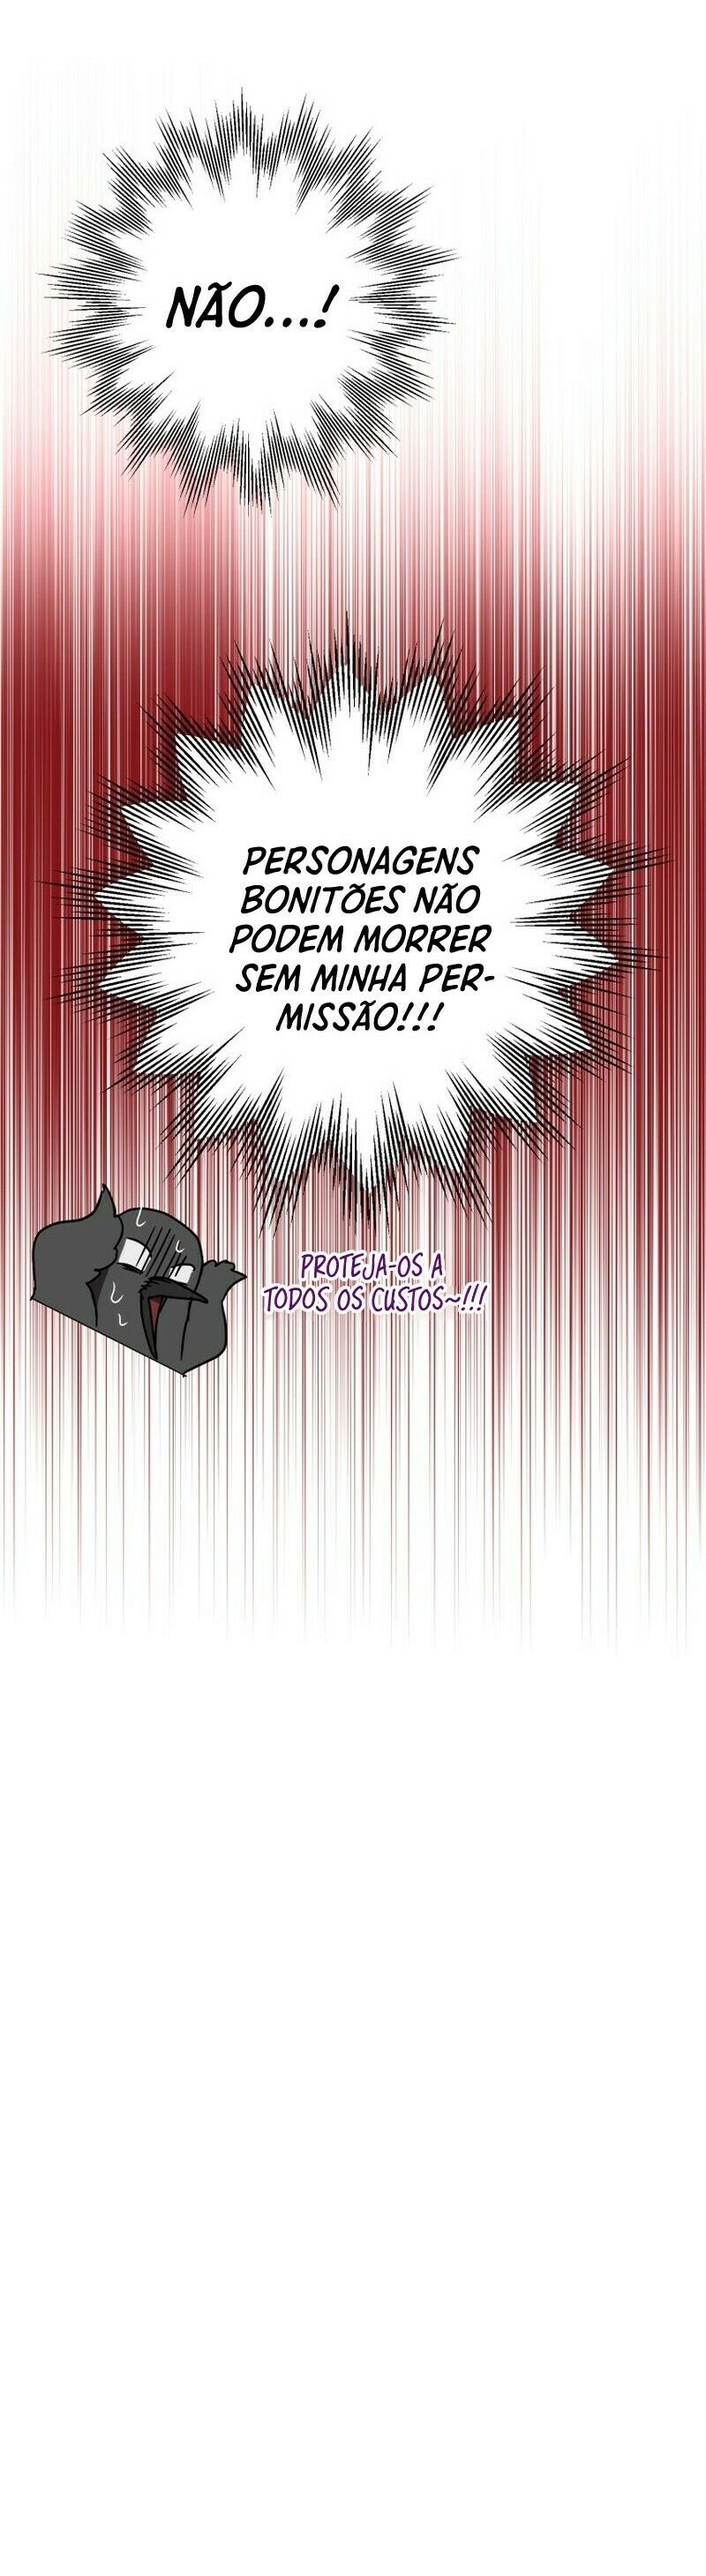 NÃO...!
PERSONAGENS
BONITÕES NÃO
PODEM MORRER
SEM MINHA PER-
MISSÃO!!!
PROTEJA-OS A
TODOS OS CUSTOS~!!!